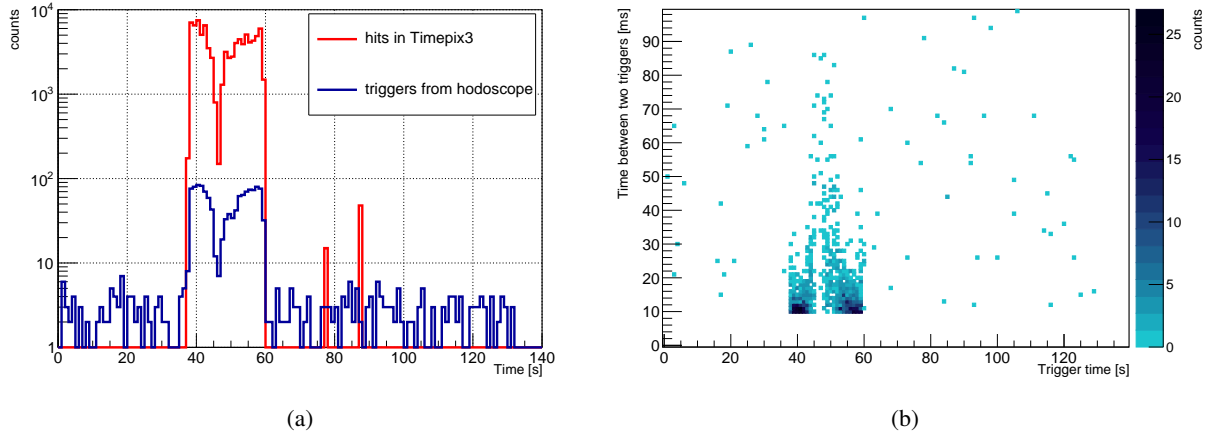 counts
10⁴
10³
10²
10
1
hits in Timepix3
triggers from hodoscope
0 20 40 60 80 100 120 140
Time [s]
(a)
Time between two triggers [ms]
90
80
70
60
50
40
30
20
10
0
0 20 40 60 80 100 120
Trigger time [s]
counts
25
20
15
10
5
0
(b)